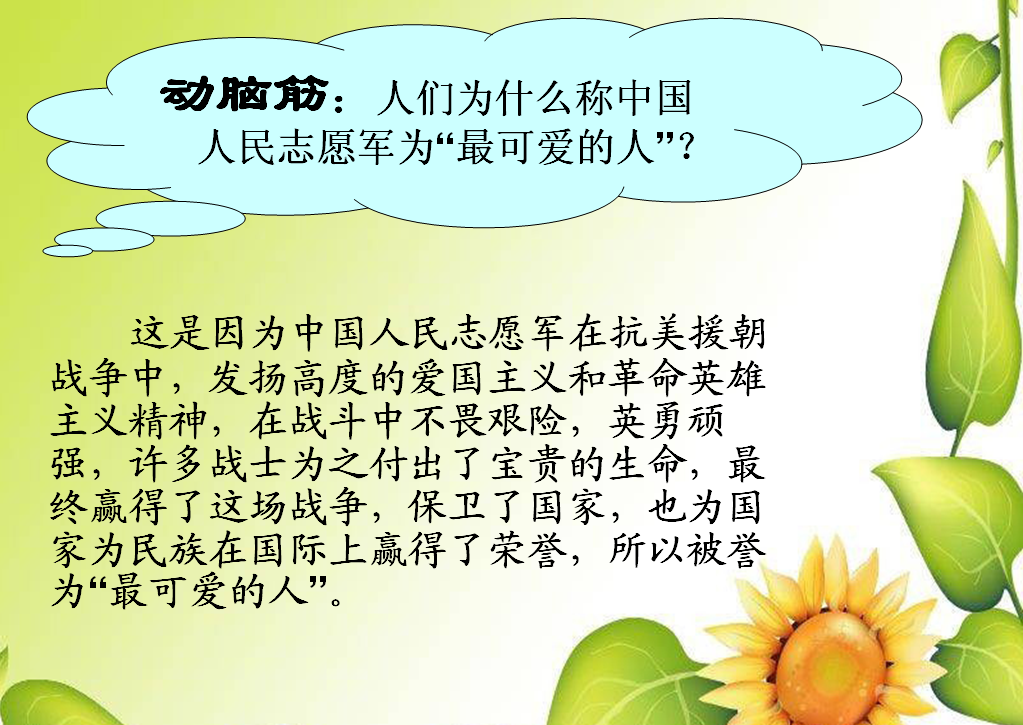 动脑筋：人们为什么称中国
人民志愿军为“最可爱的人”？
这是因为中国人民志愿军在抗美援朝
战争中，发扬高度的爱国主义和革命英雄
主义精神，在战斗中不畏艰险，英勇顽
强，许多战士为之付出了宝贵的生命，最
终赢得了这场战争，保卫了国家，也为国
家为民族在国际上赢得了荣誉，所以被誉
为“最可爱的人”。